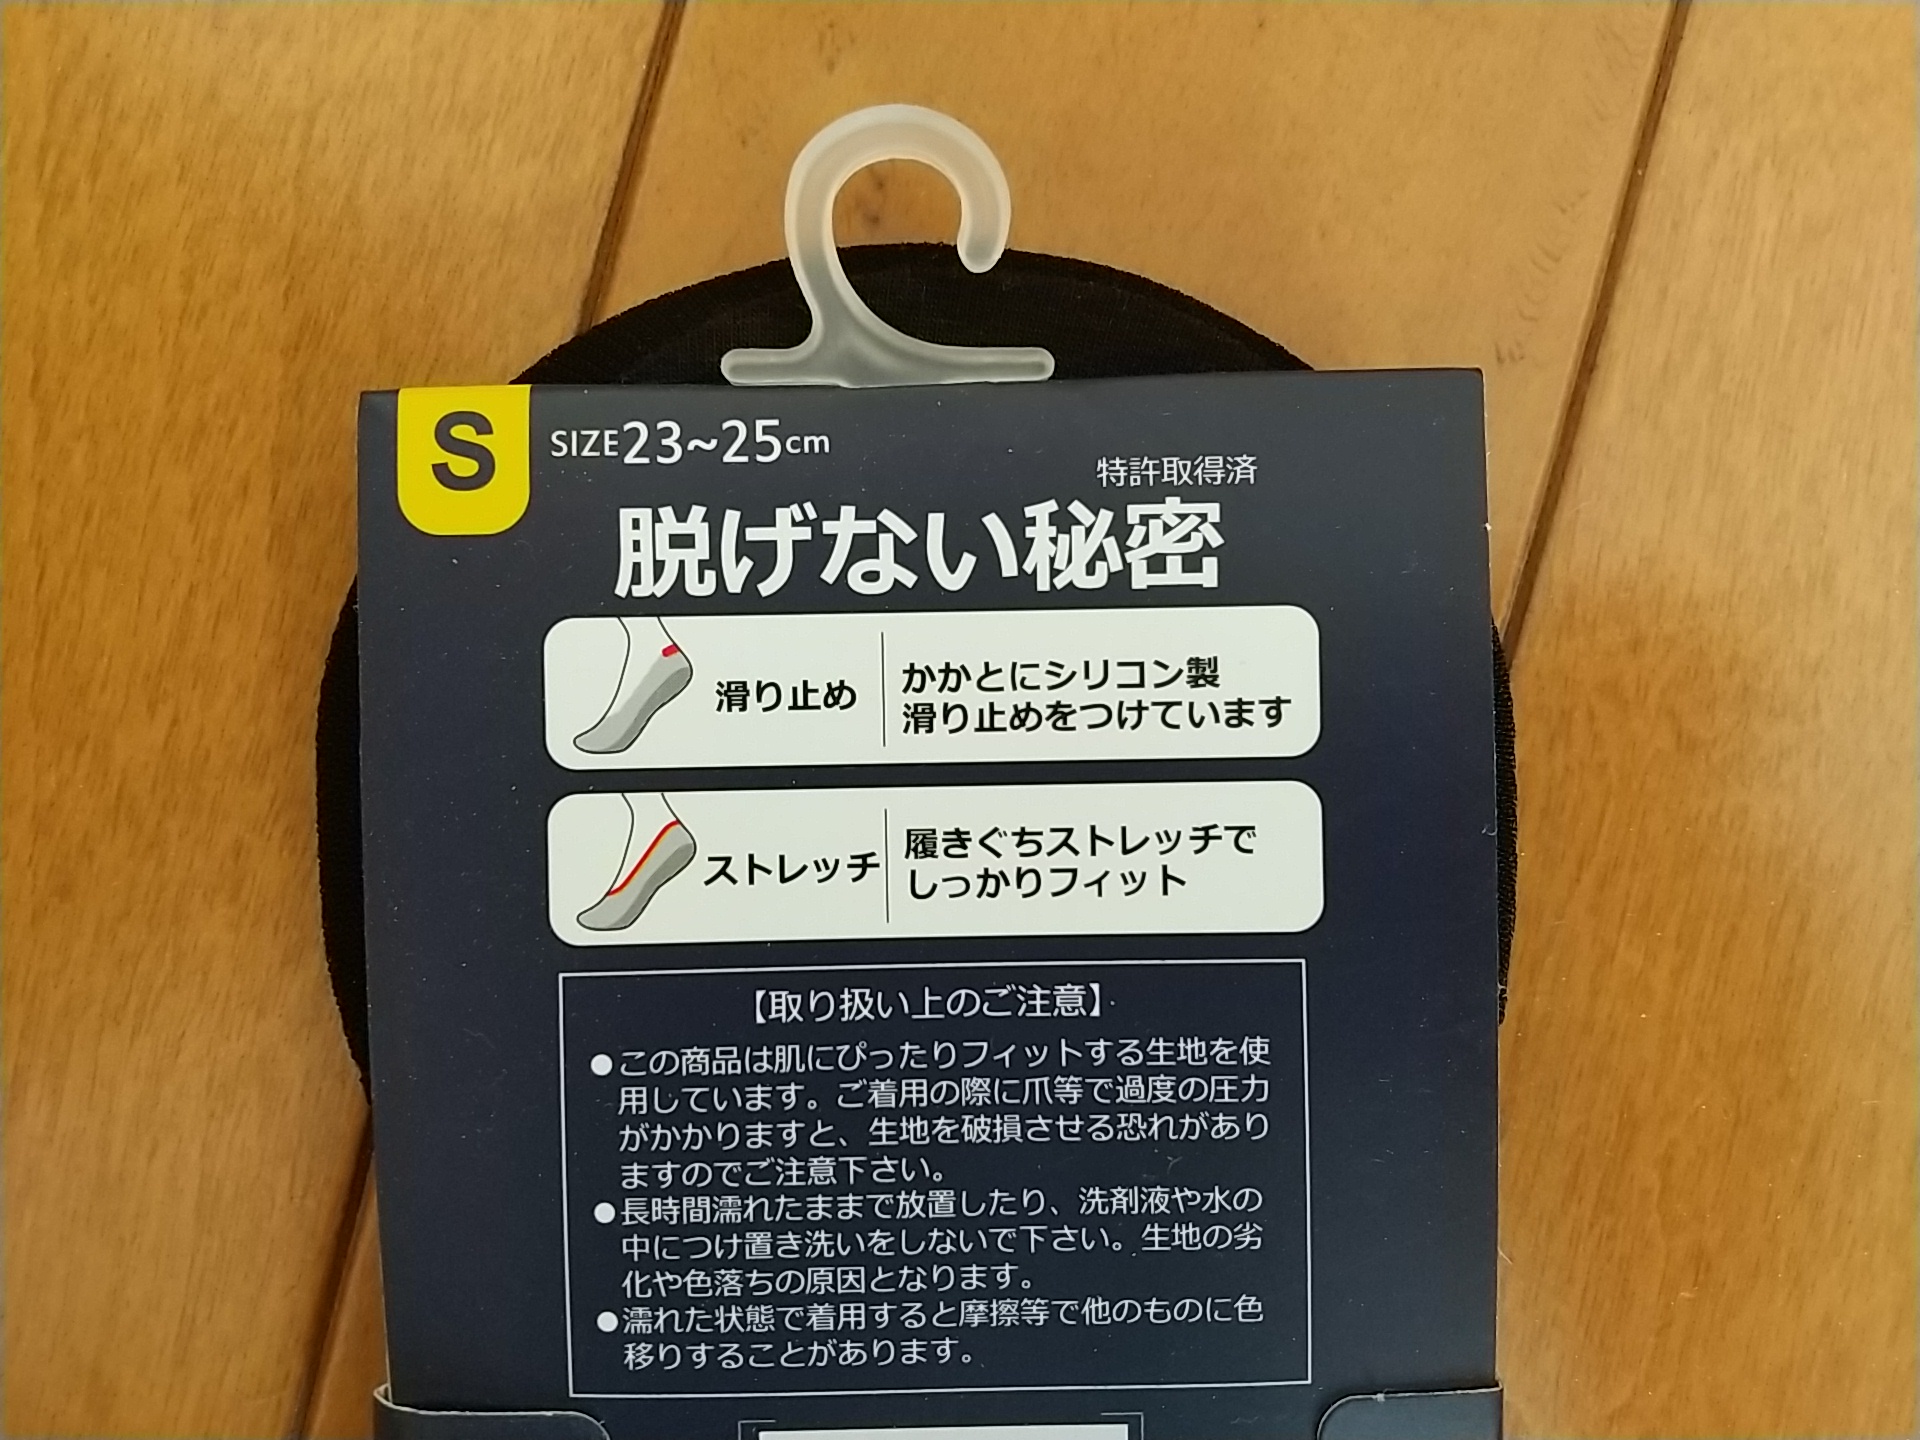 S
SIZE23~25cm
特許取得済
脱げない秘密
滑り止め
かかとにシリコン製
滑り止めをつけています
ストレッチ
履きぐちストレッチで
しっかりフィット
【取り扱い上のご注意】
●この商品は肌にぴったりフィットする生地を使
用しています。ご着用の際に爪等で過度の圧力
がかかりますと、生地を破損させる恐れがあり
ますのでご注意下さい。
●長時間濡れたままで放置したり、洗剤液や水の
中につけ置き洗いをしないで下さい。生地の劣
化や色落ちの原因となります。
●濡れた状態で着用すると摩擦等で他のものに色
移りすることがあります。